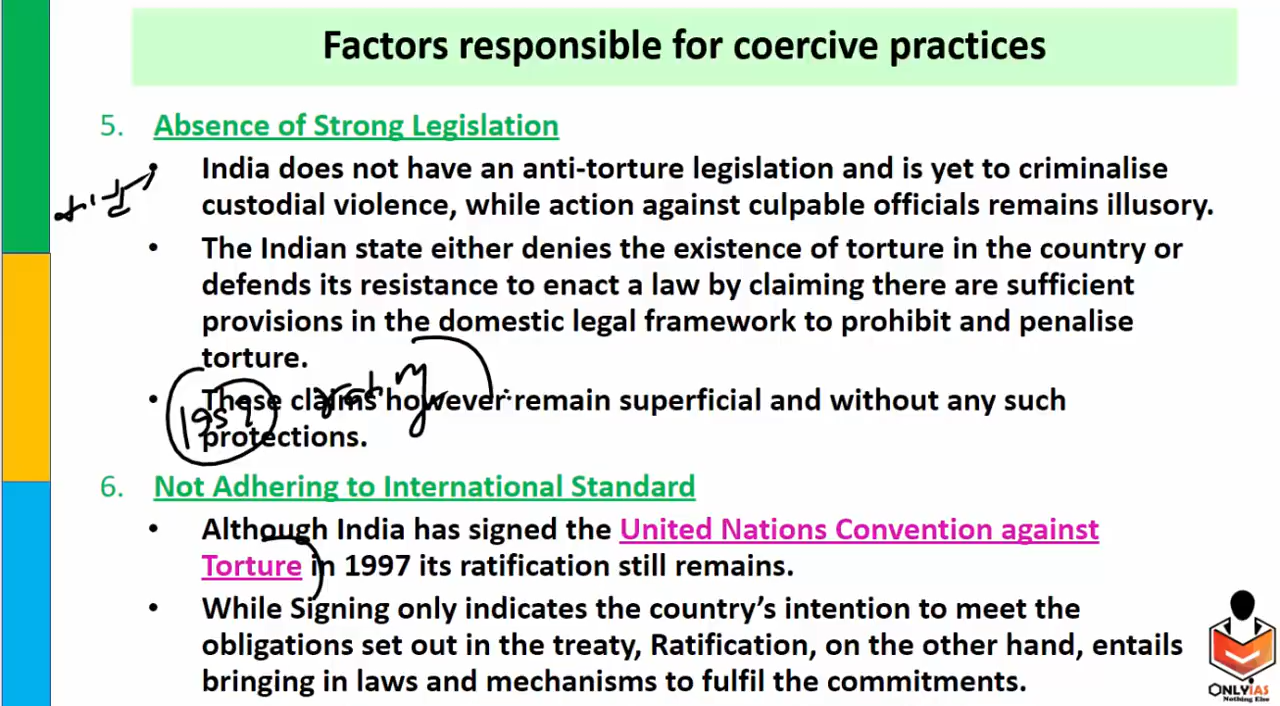 Factors responsible for coercive practices
5. Absence of Strong Legislation
• India does not have an anti-torture legislation and is yet to criminalise
custodial violence, while action against culpable officials remains illusory.
• The Indian state either denies the existence of torture in the country or
defends its resistance to enact a law by claiming there are sufficient
provisions in the domestic legal framework to prohibit and penalise
torture.
• These claims however remain superficial and without any such
protections.
6. Not Adhering to International Standard
• Although India has signed the United Nations Convention against
Torture in 1997 its ratification still remains.
• While Signing only indicates the country's intention to meet the
obligations set out in the treaty, Ratification, on the other hand, entails
bringing in laws and mechanisms to fulfil the commitments.
ONLYIAS
Nothing Else